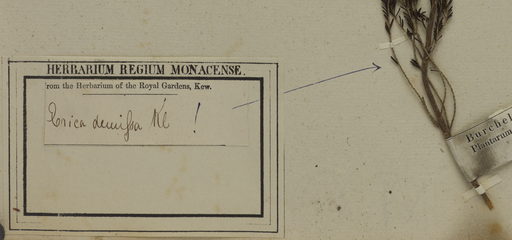 HERBARIUM REGIUM MONACENSE.
rom the Herbarium of the Royal Gardens, Kew.
Erica demissa Kl !
Burchel
Plantarum